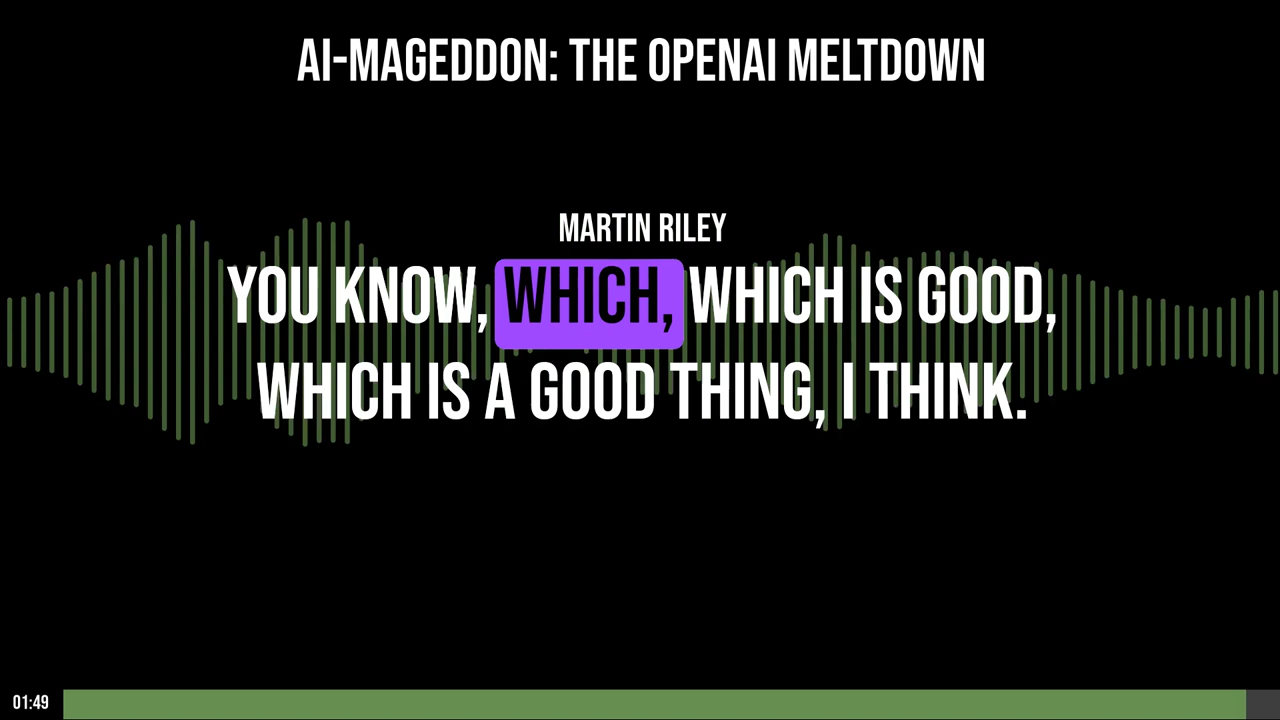 AI-MAGEDDON: THE OPENAI MELTDOWN
MARTIN RILEY
YOU KNOW, WHICH, WHICH IS GOOD,
WHICH IS A GOOD THING, I THINK.
01:49